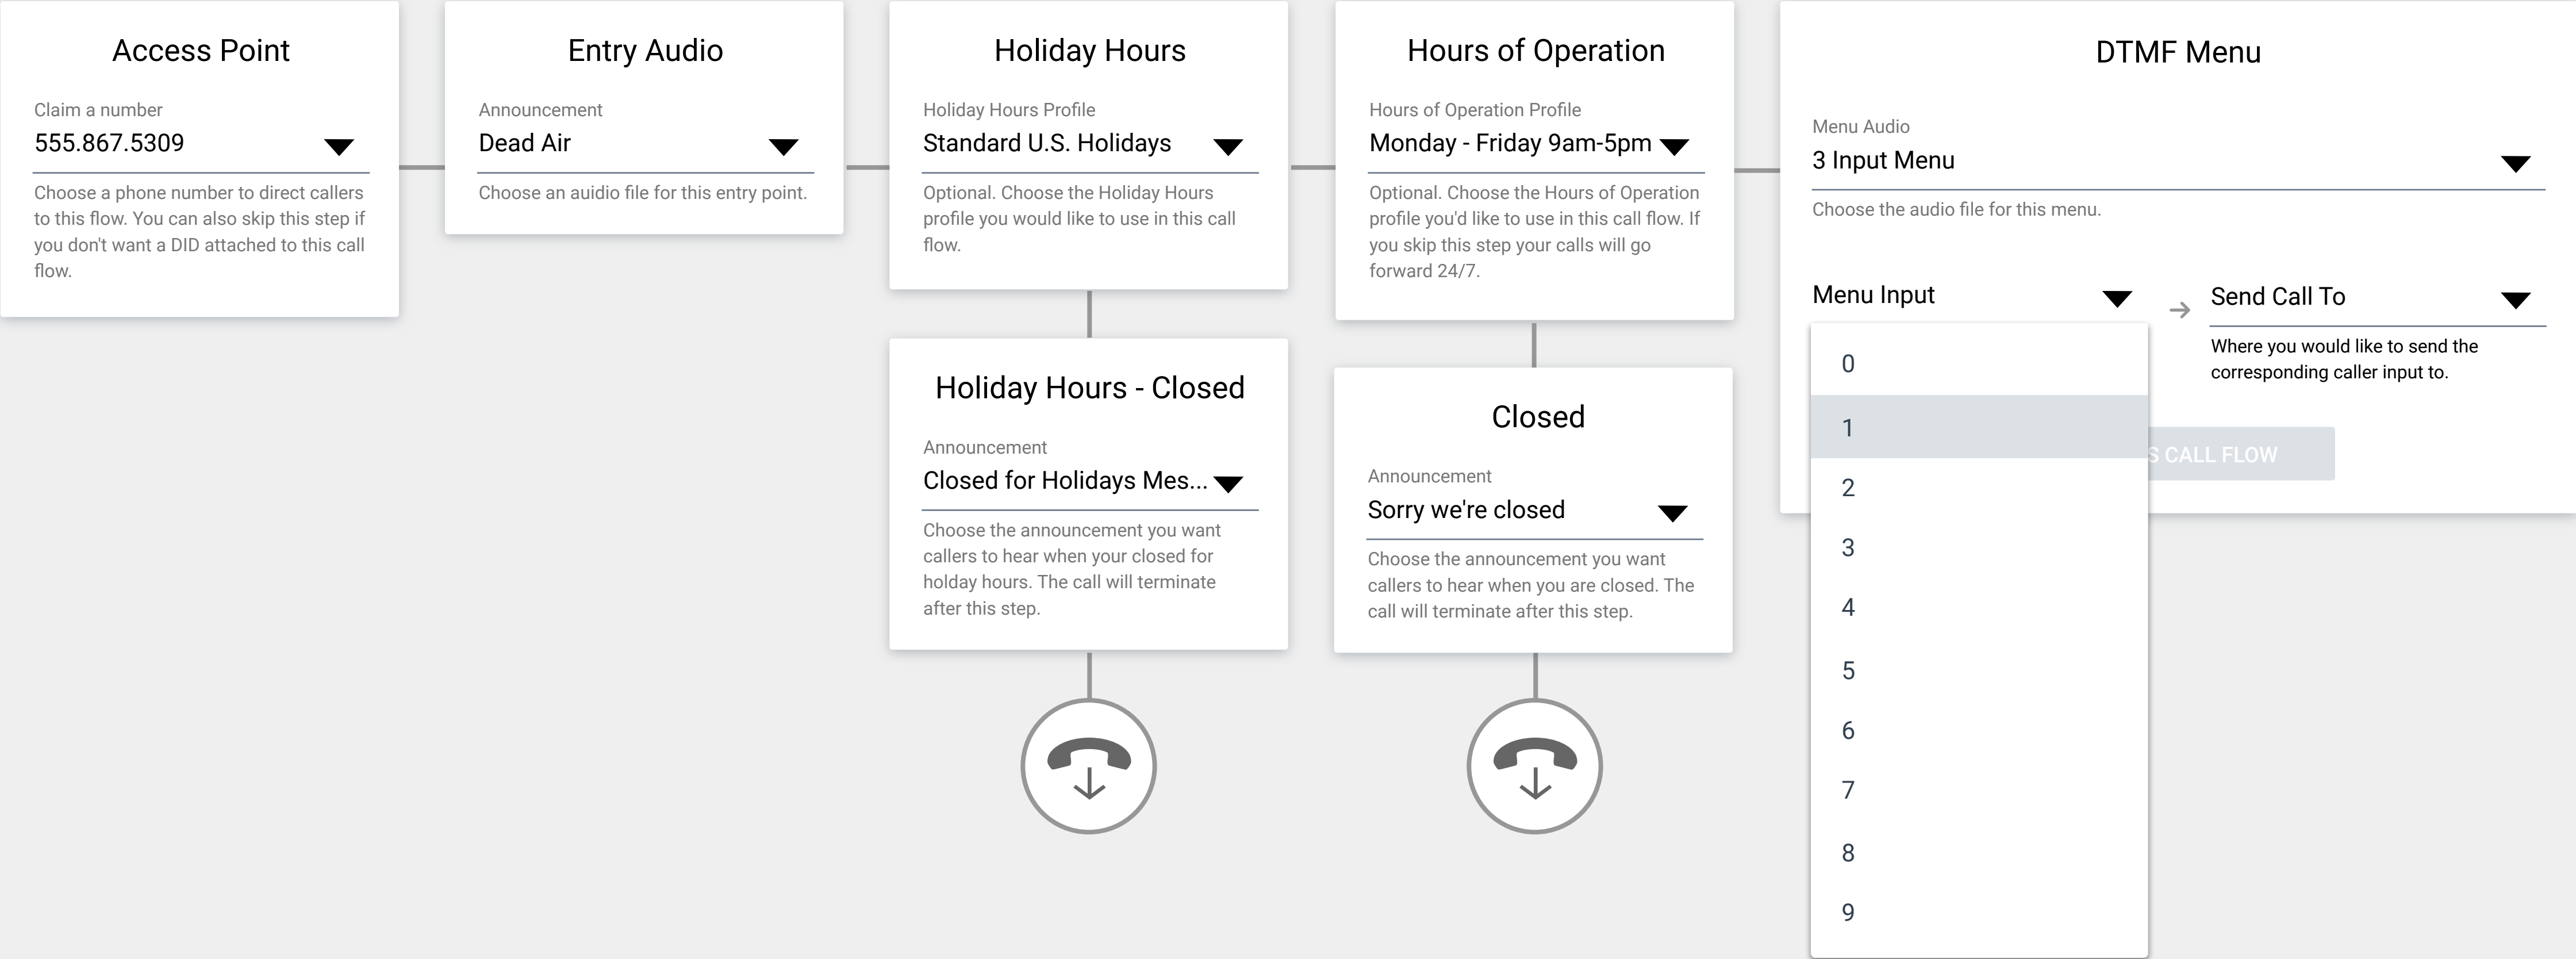 Access Point
Claim a number
555.867.5309
Choose a phone number to direct callers
to this flow. You can also skip this step if
you don't want a DID attached to this call
flow.
Entry Audio
Announcement
Dead Air
Choose an auidio file for this entry point.
Holiday Hours
Holiday Hours Profile
Standard U.S. Holidays
Optional. Choose the Holiday Hours
profile you would like to use in this call
flow.
Holiday Hours - Closed
Announcement
Closed for Holidays Mes...
Choose the announcement you want
callers to hear when your closed for
holday hours. The call will terminate
after this step.
Hours of Operation
Hours of Operation Profile
Monday - Friday 9am-5pm
Optional. Choose the Hours of Operation
profile you'd like to use in this call flow. If
you skip this step your calls will go
forward 24/7.
Closed
Announcement
Sorry we're closed
Choose the announcement you want
callers to hear when you are closed. The
call will terminate after this step.
DTMF Menu
Menu Audio
3 Input Menu
Choose the audio file for this menu.
Menu Input
0
1
2
3
4
5
6
7
8
9
Send Call To
Where you would like to send the
corresponding caller input to.
S CALL FLOW